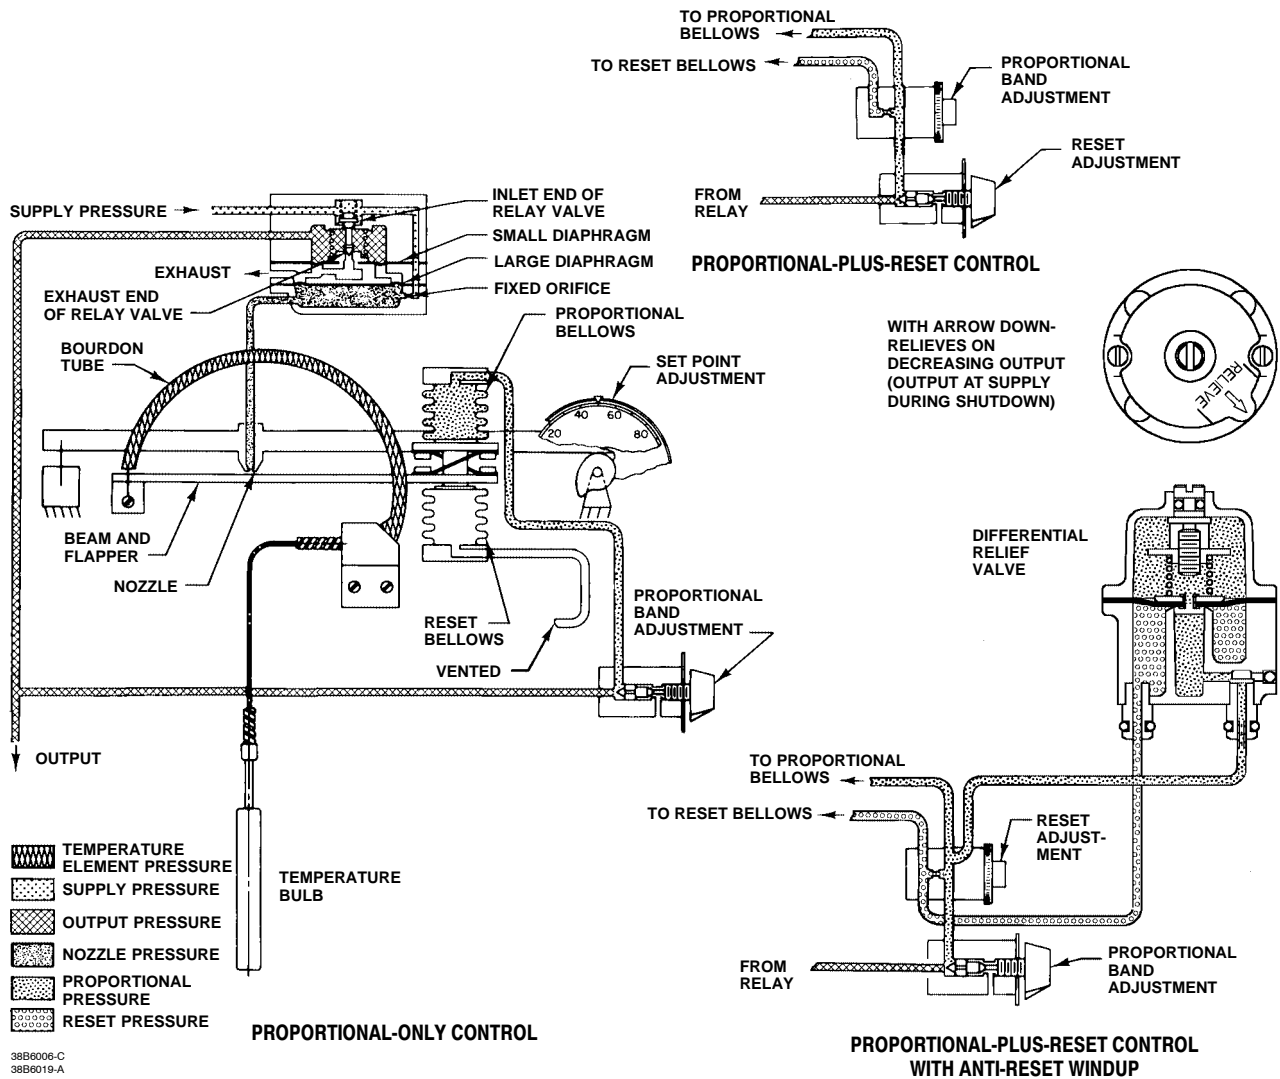 TO PROPORTIONAL
BELLOWS
TO RESET BELLOWS
PROPORTIONAL
BAND
ADJUSTMENT
RESET
ADJUSTMENT
FROM
RELAY
PROPORTIONAL-PLUS-RESET CONTROL
SUPPLY PRESSURE
INLET END OF
RELAY VALVE
SMALL DIAPHRAGM
EXHAUST
LARGE DIAPHRAGM
FIXED ORIFICE
EXHAUST END
OF RELAY VALVE
PROPORTIONAL
BELLOWS
BOURDON
TUBE
SET POINT
ADJUSTMENT
20
40
60
80
BEAM AND
FLAPPER
NOZZLE
RESET
BELLOWS
VENTED
PROPORTIONAL
BAND
ADJUSTMENT
OUTPUT
TEMPERATURE
BULB
TEMPERATURE
ELEMENT PRESSURE
SUPPLY PRESSURE
OUTPUT PRESSURE
NOZZLE PRESSURE
PROPORTIONAL
PRESSURE
RESET PRESSURE
PROPORTIONAL-ONLY CONTROL
38B6006-C
38B6019-A
WITH ARROW DOWN-
RELIEVES ON
DECREASING OUTPUT
(OUTPUT AT SUPPLY
DURING SHUTDOWN)
RELIEVE
DIFFERENTIAL
RELIEF
VALVE
TO PROPORTIONAL
BELLOWS
TO RESET BELLOWS
RESET
ADJUST-
MENT
FROM
RELAY
PROPORTIONAL
BAND
ADJUSTMENT
PROPORTIONAL-PLUS-RESET CONTROL
WITH ANTI-RESET WINDUP